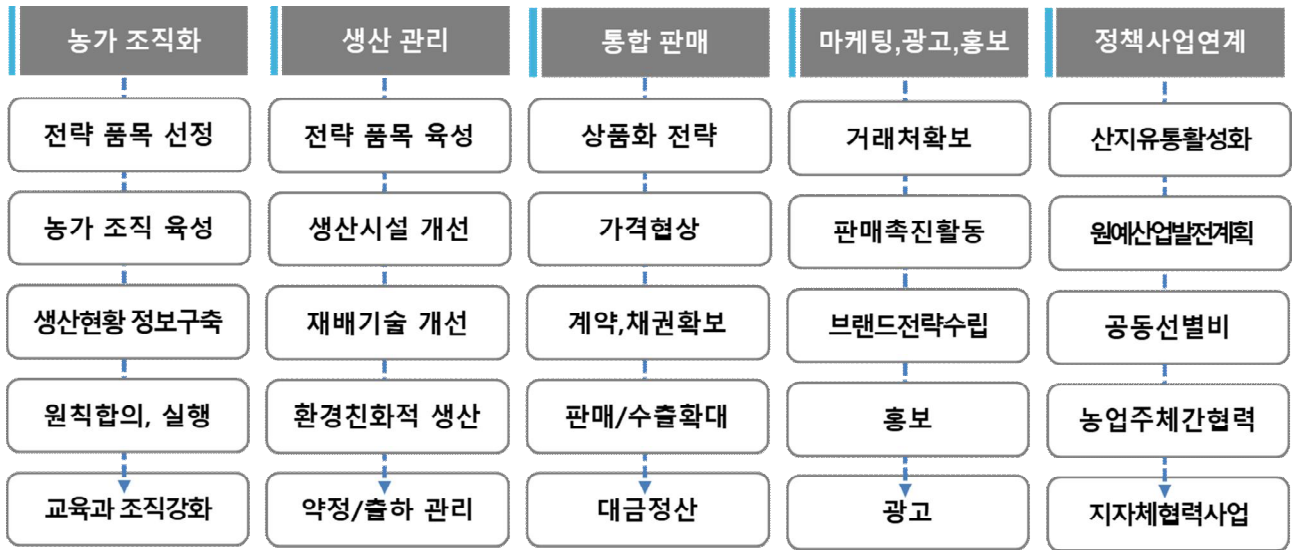 농가 조직화
전략 품목 선정
농가 조직 육성
생산현황 정보구축
원칙합의, 실행
교육과 조직강화
생산 관리
전략 품목 육성
생산시설 개선
재배기술 개선
환경친화적 생산
약정/출하 관리
통합 판매
상품화 전략
가격협상
계약,채권확보
판매/수출확대
대금정산
마케팅,광고,홍보
거래처확보
판매촉진활동
브랜드전략수립
홍보
광고
정책사업연계
산지유통활성화
원예산업발전계획
공동선별비
농업주체간협력
지자체협력사업